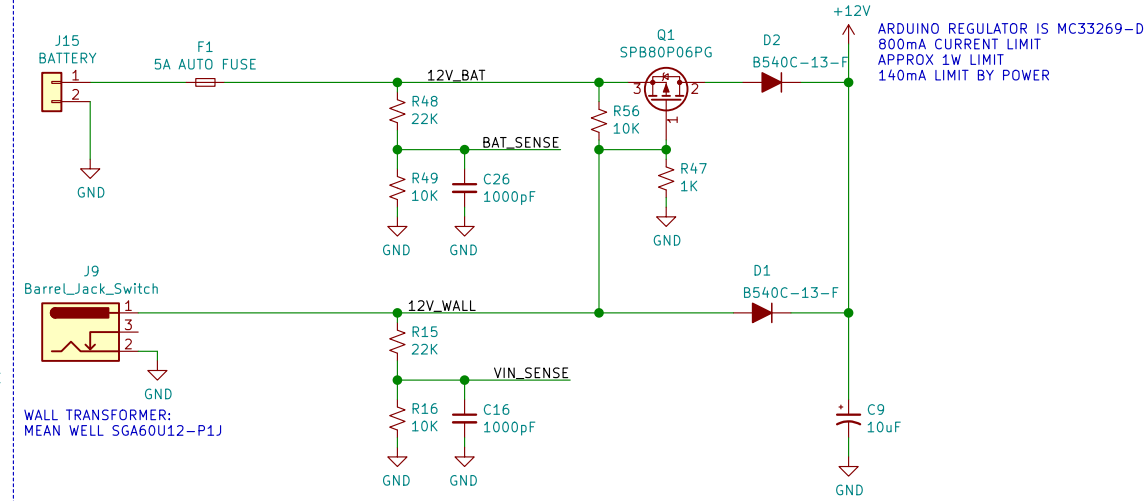 +12V
ARDUINO REGULATOR IS MC33269-D
800mA CURRENT LIMIT
APPROX 1W LIMIT
140mA LIMIT BY POWER
J15
BATTERY
1
2
GND
F1
5A AUTO FUSE
12V_BAT
R48
22K
BAT_SENSE
R49
10K
C26
1000pF
GND
GND
Q1
SPB80P06PG
3
2
1
R56
10K
R47
1K
GND
D2
B540C-13-F
J9
Barrel_Jack_Switch
1
3
2
GND
WALL TRANSFORMER:
MEAN WELL SGA60U12-P1J
12V_WALL
R15
22K
VIN_SENSE
R16
10K
C16
1000pF
GND
GND
D1
B540C-13-F
+
C9
10uF
GND